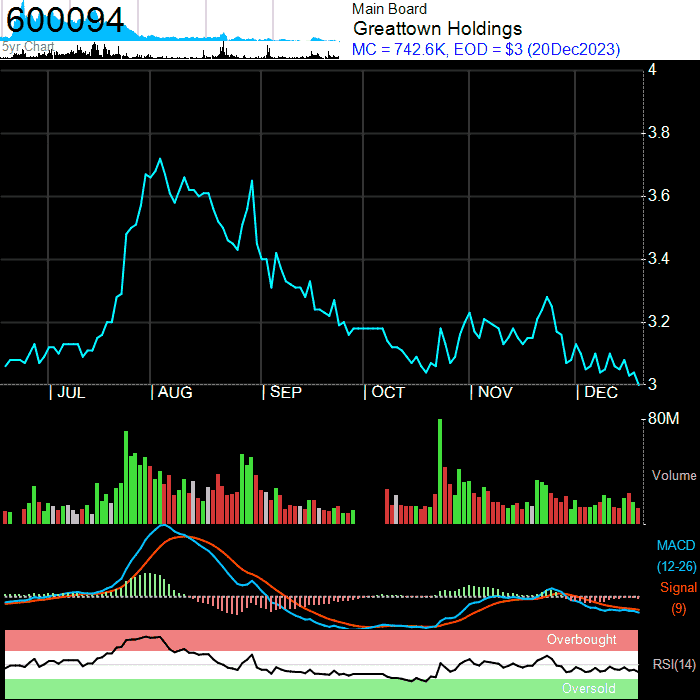 600094
5yr Chart
Main Board
Greattown Holdings
MC = 742.6K, EOD = $3 (20Dec2023)
4
3.8
3.6
3.4
3.2
3
JUL AUG SEP OCT NOV DEC
80M
Volume
MACD
(12-26)
Signal
(9)
Overbought
RSI(14)
Oversold